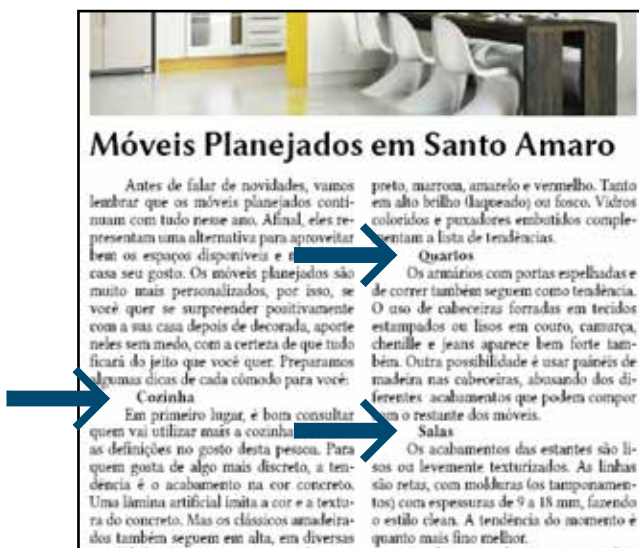 Móveis Planejados em Santo Amaro
Antes de falar de novidades, vamos
lembrar que os móveis planejados conti-
nuam com tudo nesse ano. Afinal, eles re-
presentam uma alternativa para aproveitar
bem os espaços disponíveis e
casa seu gosto. Os móveis planejados são
muito mais personalizados, por isso, se
você quer se surpreender positivamente
com a sua casa depois de decorada, aporte
neles sem medo, com a certeza de que tudo
ficará do jeito que você quer. Preparamos
algumas dicas de cada cômodo para você:
Cozinha
Em primeiro lugar, é bom consultar
quem vai utilizar mais a cozinha
as definições no gosto desta pessoa. Para
quem gosta de algo mais discreto, a ten-
dência é o acabamento na cor concreto.
Uma lâmina artificial imita a cor e a textu-
ra do concreto. Mas os clássicos amadeira-
dos também seguem em alta, em diversas
preto, marrom, amarelo e vermelho. Tanto
em alto brilho (laqueado) ou fosco. Vidros
coloridos e puxadores embutidos comple-
mentam a lista de tendências.
Quartos
Os armários com portas espelhadas e
de correr também seguem como tendência.
O uso de cabeceiras forradas em tecidos
estampados ou lisos em couro, camurça,
chenille e jeans aparece bem forte tam-
bém. Outra possibilidade é usar painéis de
madeira nas cabeceiras, abusando dos di-
ferentes acabamentos que podem compor
com o restante dos móveis.
Salas
Os acabamentos das estantes são li-
sos ou levemente texturizados. As linhas
são retas, com molduras (os tamponamen-
tos) com espessuras de 9 a 18 mm, fazendo
o estilo clean. A tendência do momento é
quanto mais fino melhor.